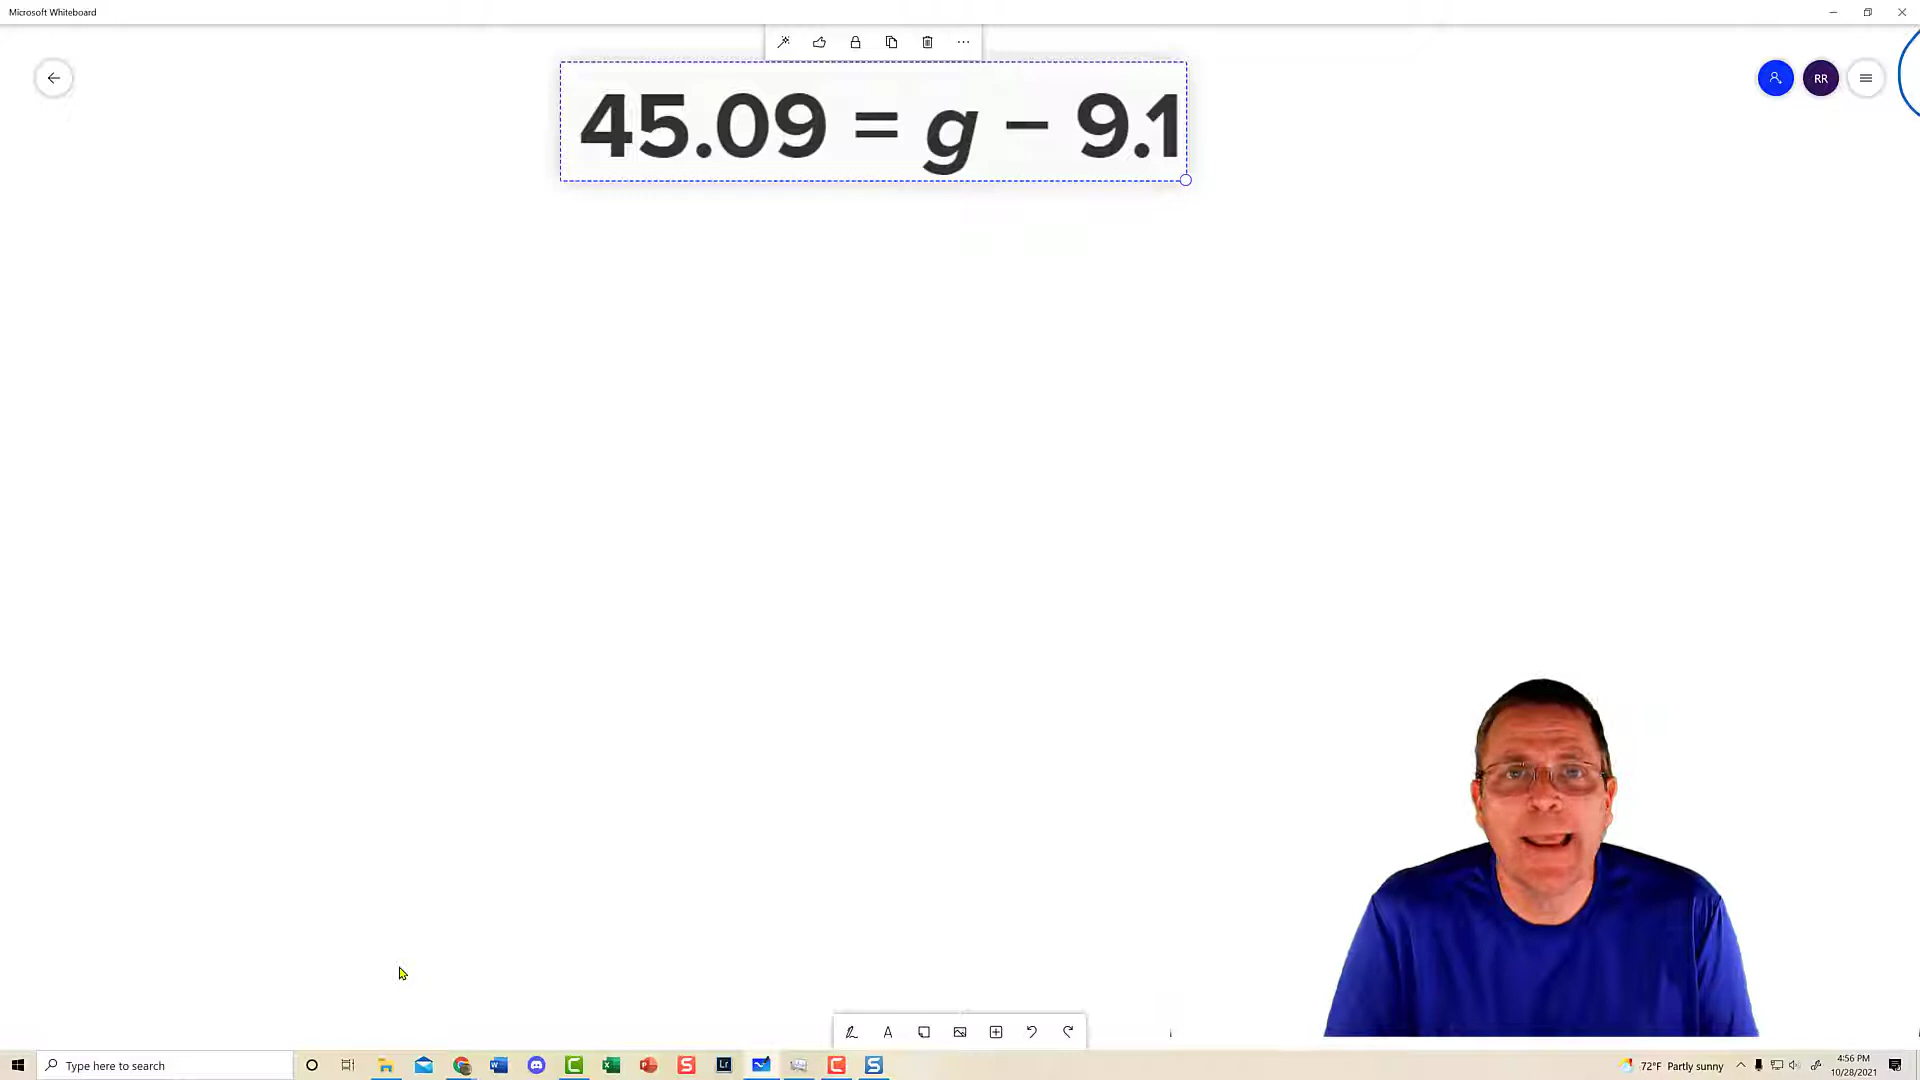 Microsoft Whiteboard
45.09 = g − 9.1
RR
Type here to search
72°F Partly sunny
4:56 PM
10/28/2021